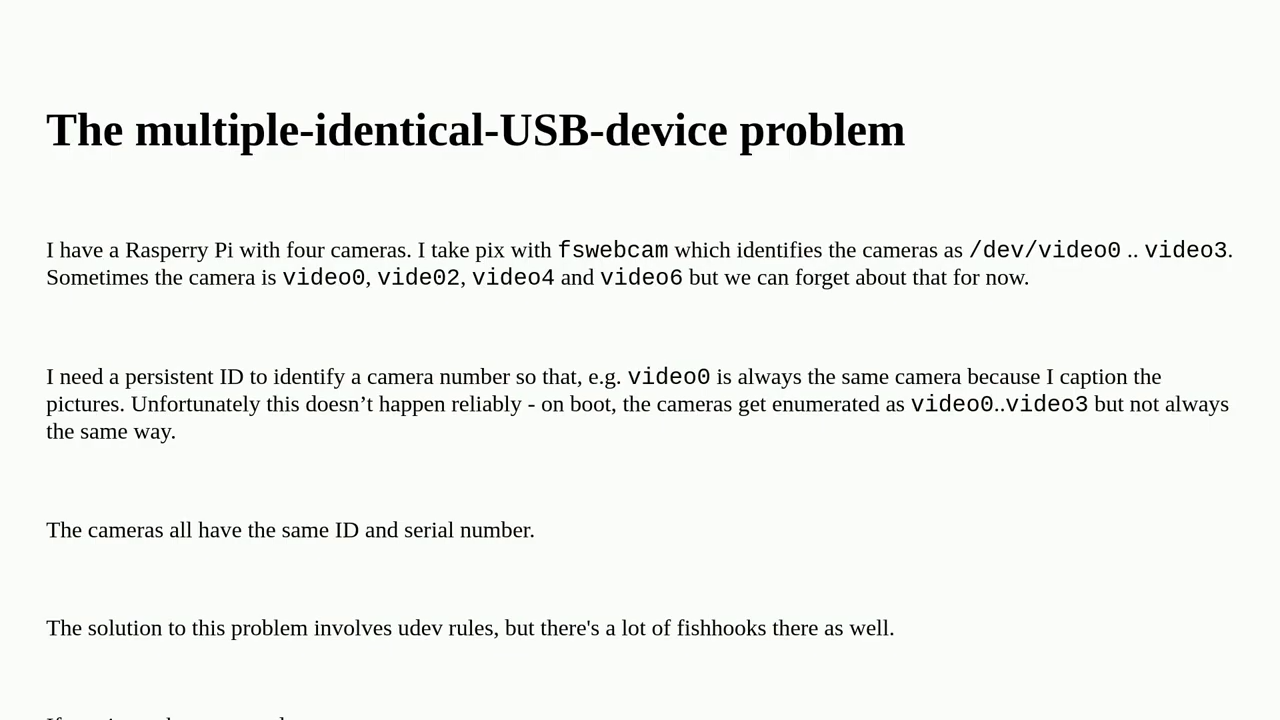 The multiple-identical-USB-device problem
I have a Rasperry Pi with four cameras. I take pix with fswebcam which identifies the cameras as /dev/video0 .. video3.
Sometimes the camera is video0, vide02, video4 and video6 but we can forget about that for now.
I need a persistent ID to identify a camera number so that, e.g. video0 is always the same camera because I caption the
pictures. Unfortunately this doesn’t happen reliably - on boot, the cameras get enumerated as video0..video3 but not always
the same way.
The cameras all have the same ID and serial number.
The solution to this problem involves udev rules, but there's a lot of fishhooks there as well.